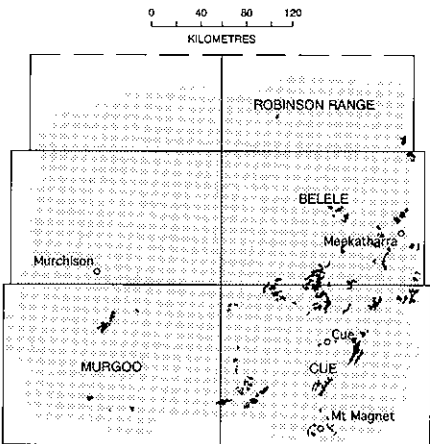 0 40 80 120
KILOMETRES
ROBINSON RANGE
BELELE
Meekatharra
Murchison
Cue
MURGOO
CUE
Mt Magnet